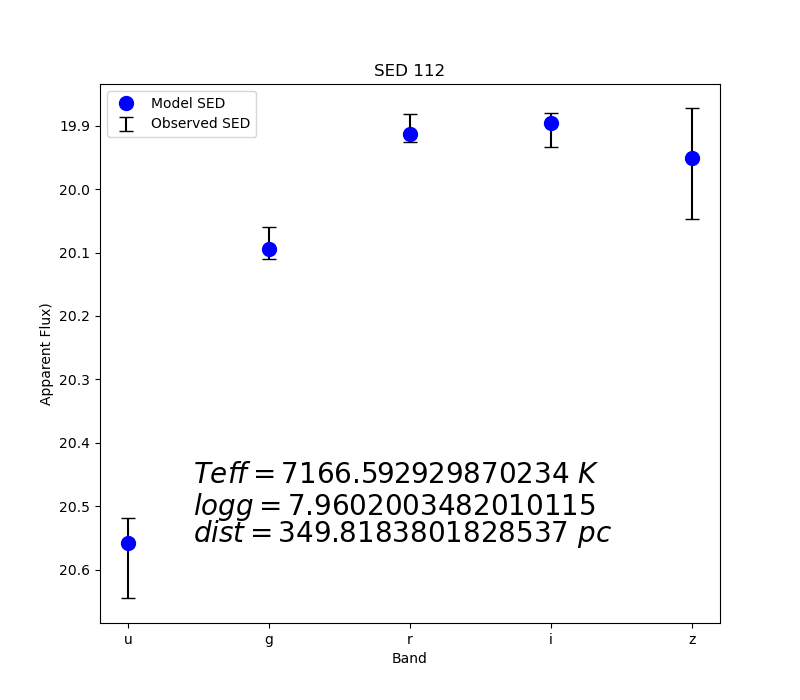 SED 112
Model SED
Observed SED
19.9
20.0
20.1
20.2
20.3
20.4
20.5
20.6
Apparent Flux)
Teff = 7166.592929870234 K
logg = 7.9602003482010115
dist = 349.8183801828537 pc
u g r i z
Band